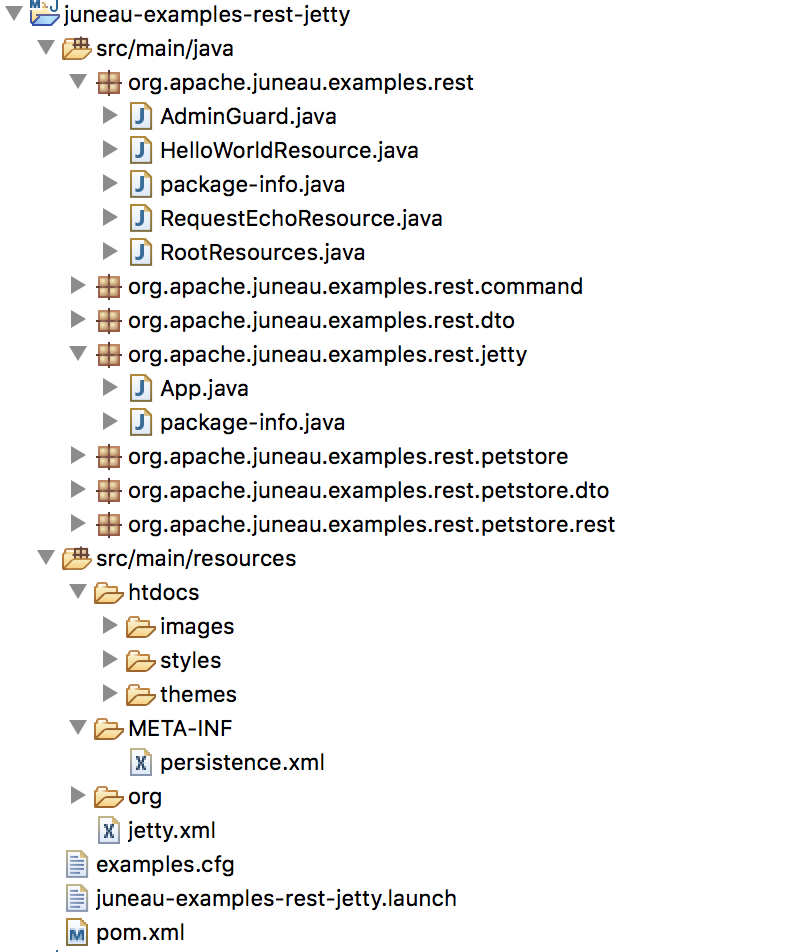 juneau-examples-rest-jetty
src/main/java
org.apache.juneau.examples.rest
AdminGuard.java
HelloWorldResource.java
package-info.java
RequestEchoResource.java
RootResources.java
org.apache.juneau.examples.rest.command
org.apache.juneau.examples.rest.dto
org.apache.juneau.examples.rest.jetty
App.java
package-info.java
org.apache.juneau.examples.rest.petstore
org.apache.juneau.examples.rest.petstore.dto
org.apache.juneau.examples.rest.petstore.rest
src/main/resources
htdocs
images
styles
themes
META-INF
persistence.xml
org
jetty.xml
examples.cfg
juneau-examples-rest-jetty.launch
pom.xml